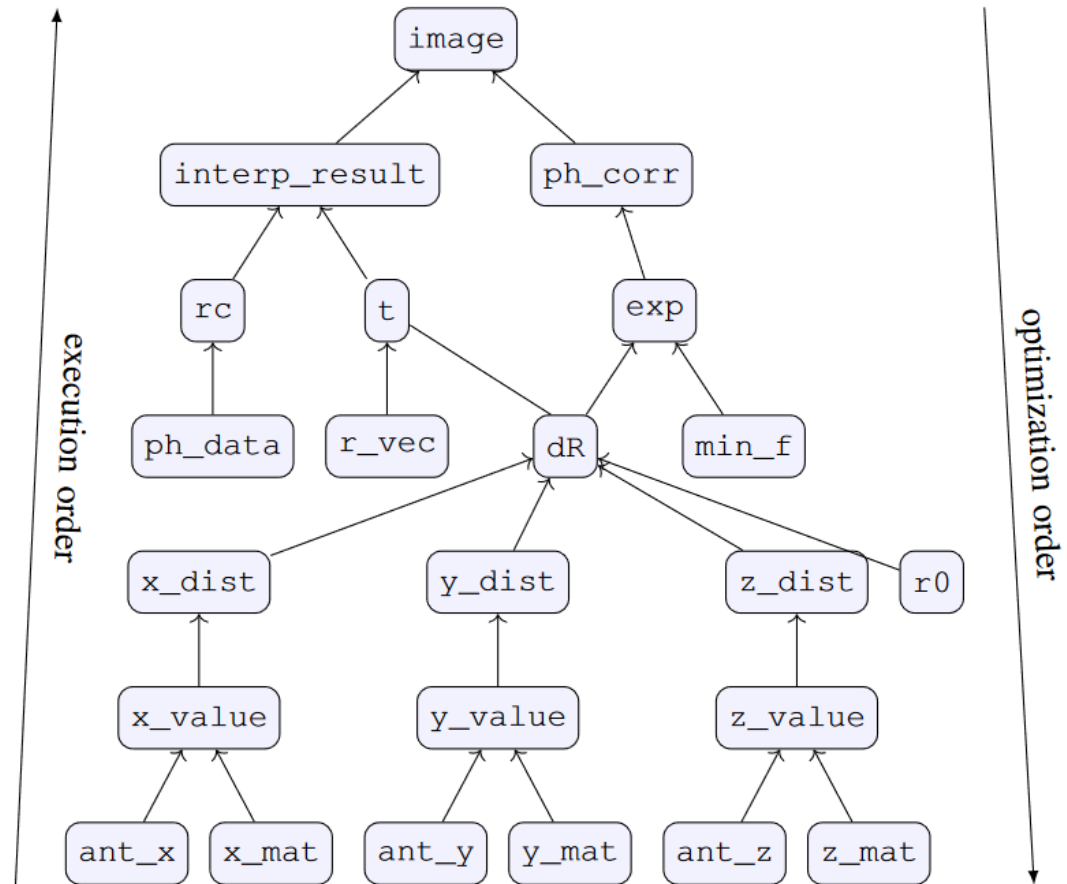 image
interp_result
ph_corr
rc
t
exp
ph_data
r_vec
dR
min_f
x_dist
y_dist
z_dist
r0
x_value
y_value
z_value
ant_x
x_mat
ant_y
y_mat
ant_z
z_mat
execution order
optimization order